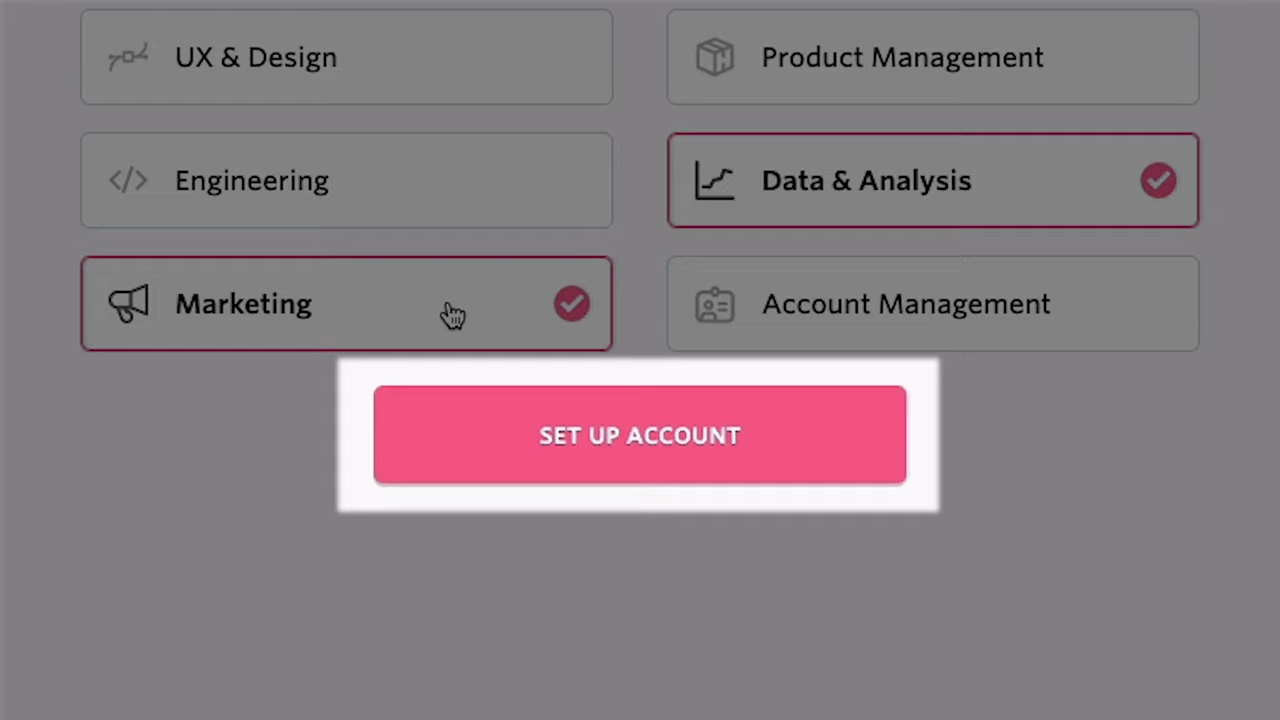 UX & Design
Product Management
Engineering
Data & Analysis
Marketing
Account Management
SET UP ACCOUNT